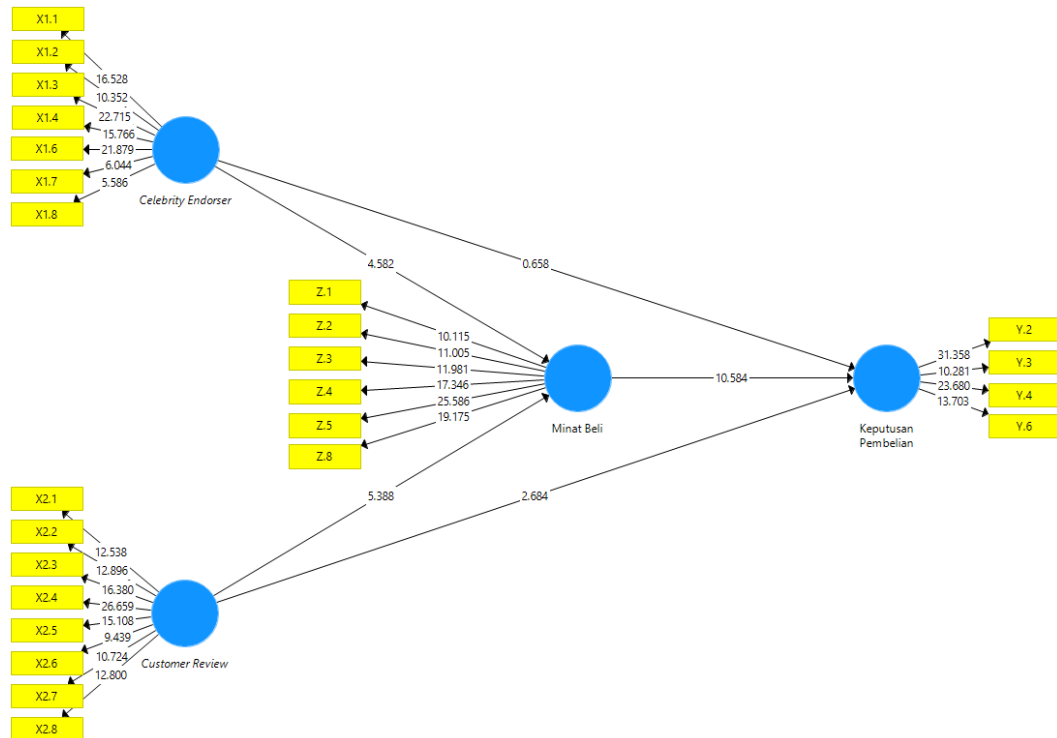 X1.1
X1.2
X1.3
X1.4
X1.6
X1.7
X1.8
16.528
10.352
22.715
15.766
21.879
6.044
5.586
Celebrity Endorser
4.582
0.658
Z.1
Z.2
Z.3
Z.4
Z.5
Z.8
10.115
11.005
11.981
17.346
25.586
19.175
Minat Beli
10.584
Keputusan
Pembelian
31.358
10.281
23.680
13.703
Y.2
Y.3
Y.4
Y.6
5.388
2.684
X2.1
X2.2
X2.3
X2.4
X2.5
X2.6
X2.7
X2.8
12.538
12.896
16.380
26.659
15.108
9.439
10.724
12.800
Customer Review